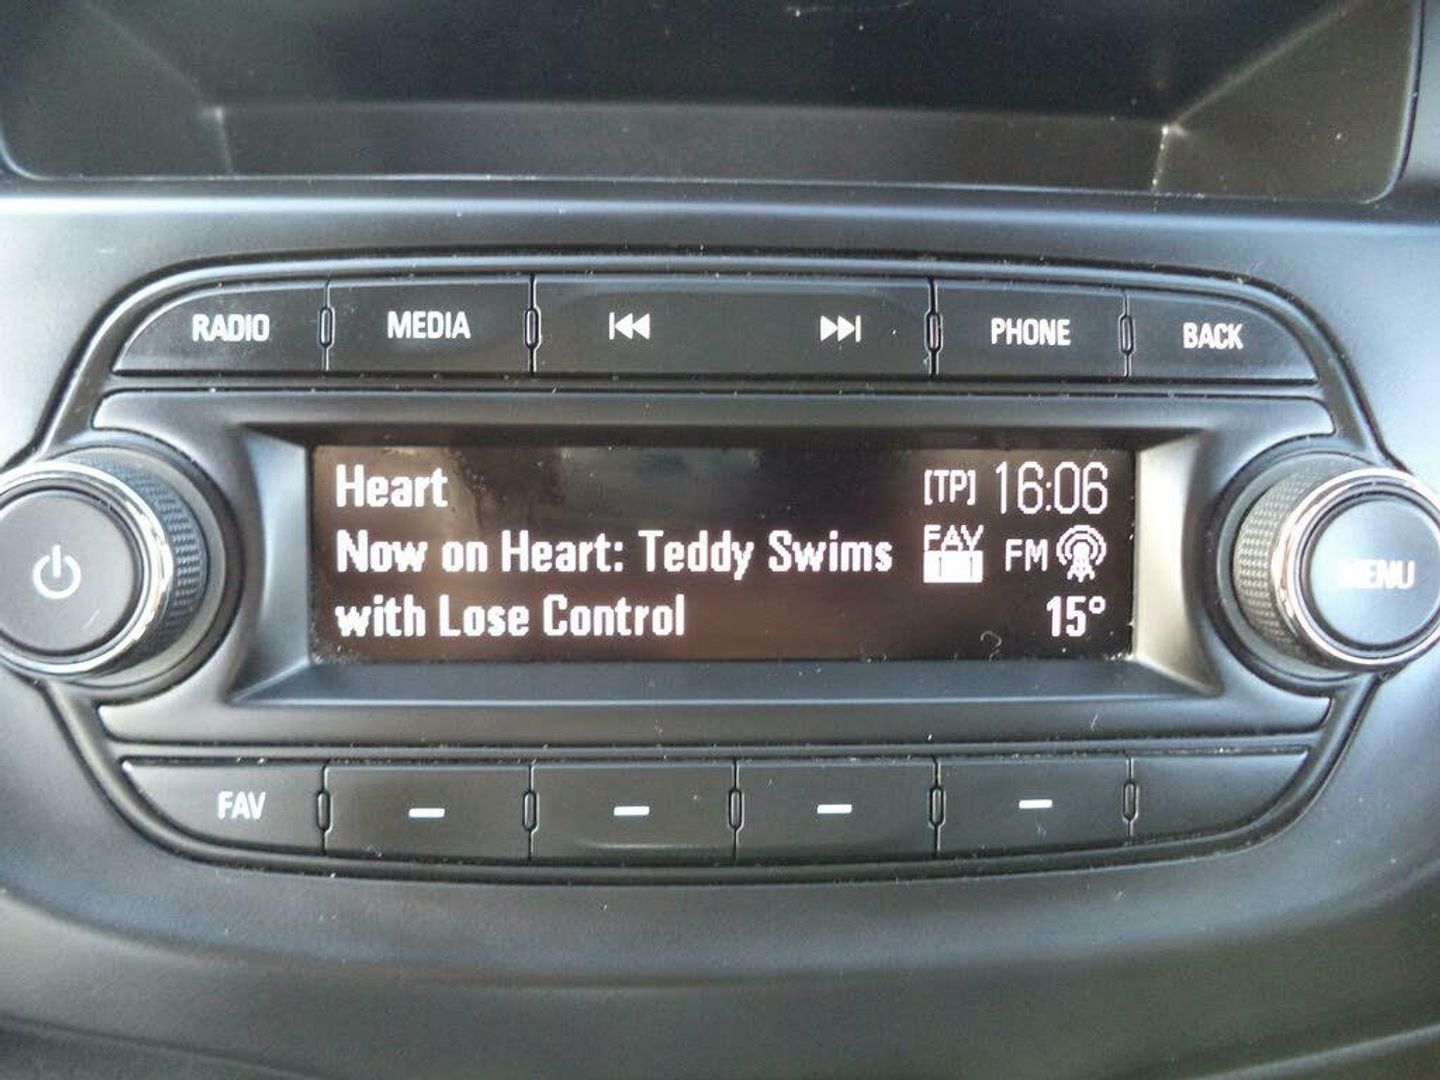 RADIO MEDIA PHONE BACK
Heart [TP] 16:06
Now on Heart: Teddy Swims FAV FM
with Lose Control 15°
MENU
FAV